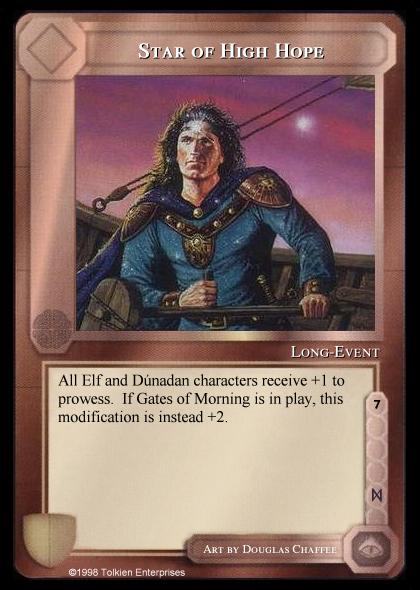 Star of High Hope
Long-Event
All Elf and Dúnadan characters receive +1 to
prowess. If Gates of Morning is in play, this
modification is instead +2.
7
ᛞ
Art by Douglas Chaffee
©1998 Tolkien Enterprises